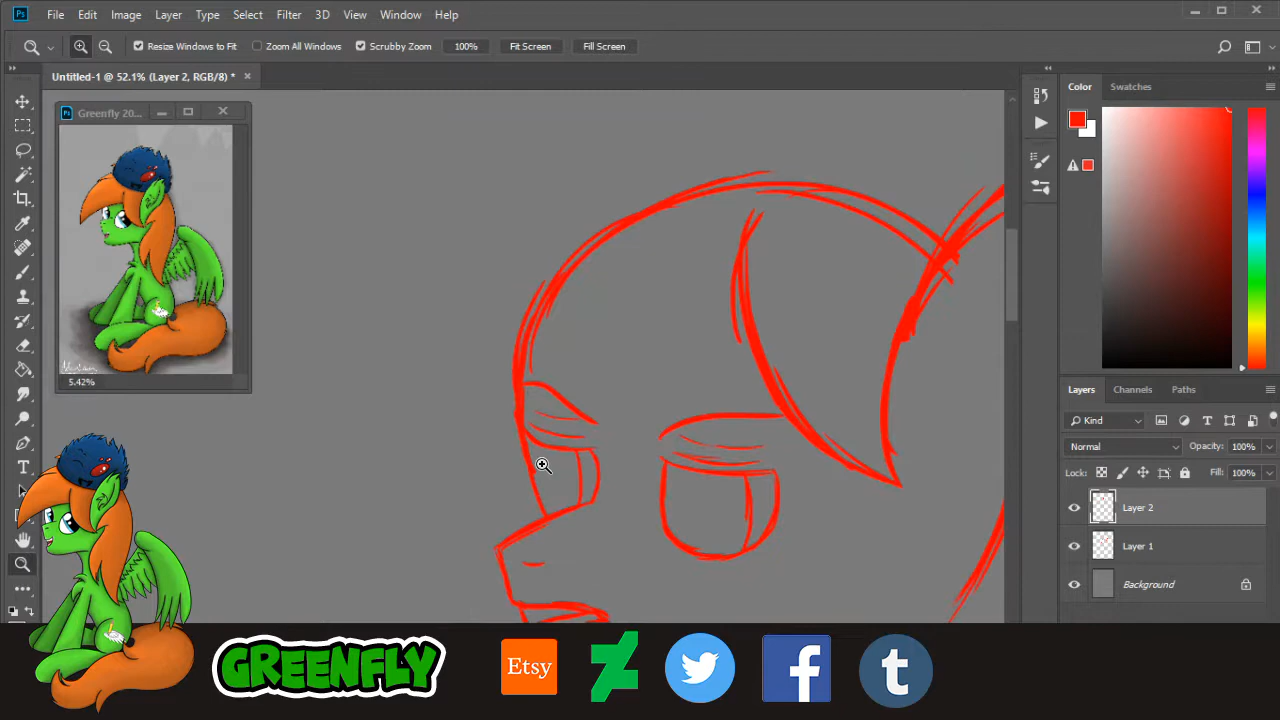 Ps File Edit Image Layer Type Select Filter 3D View Window Help
Resize Windows to Fit Zoom All Windows Scrubby Zoom 100% Fit Screen Fill Screen
Untitled-1 @ 52.1% (Layer 2, RGB/8) *
Color Swatches
Greenfly 20...
5.42%
Layers Channels Paths
Kind
Normal Opacity: 100%
Lock: Fill: 100%
Layer 2
Layer 1
Background
GREENFLY Etsy f t